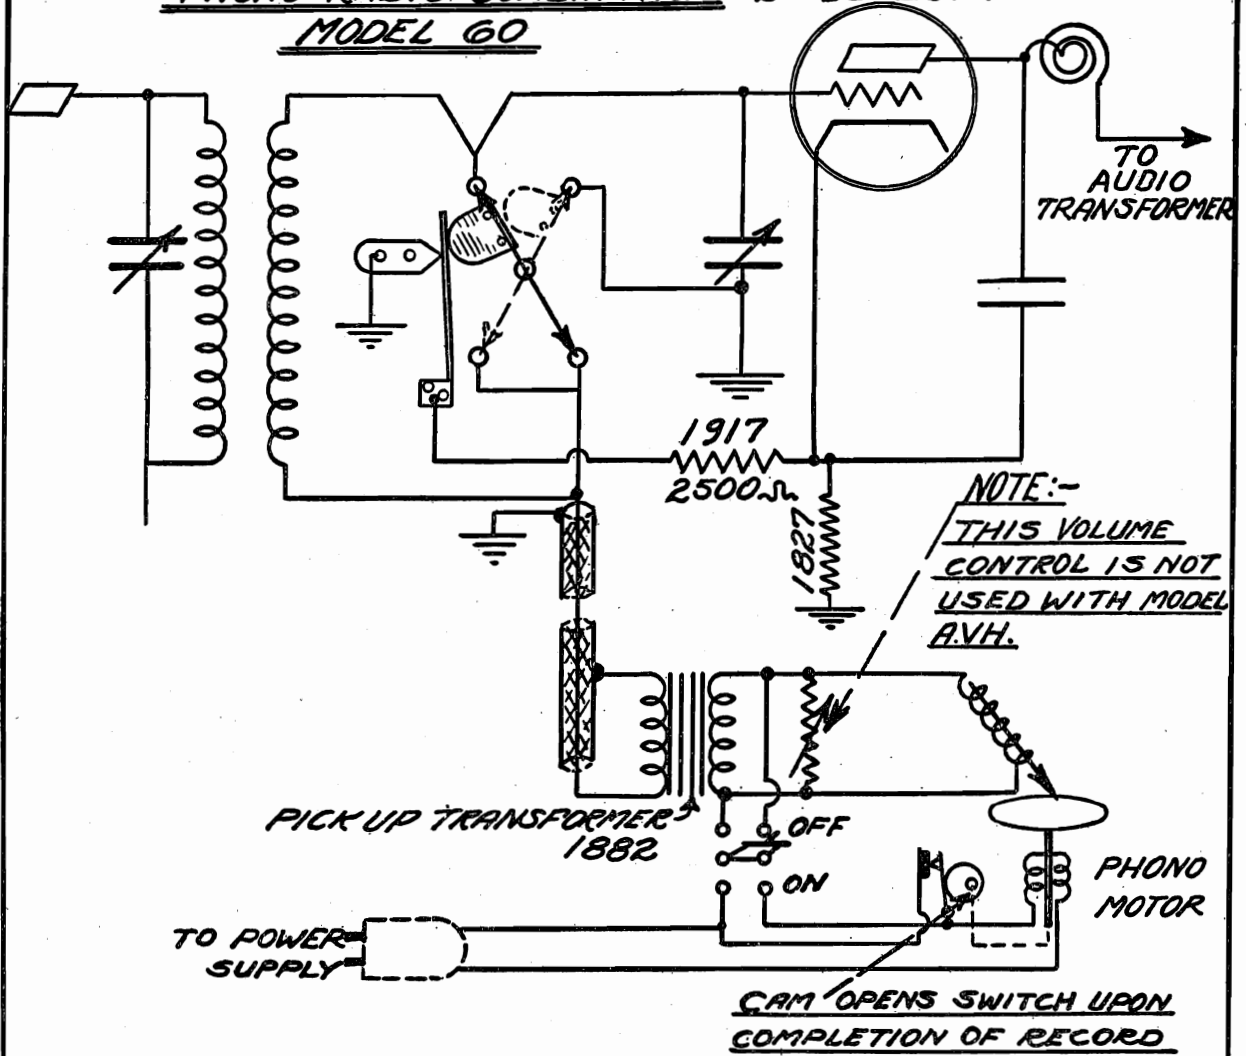 MODEL 60
TO
AUDIO
TRANSFORMER
1917
2500Ω
1827
NOTE:-
THIS VOLUME
CONTROL IS NOT
USED WITH MODEL
A.VH.
PICK UP TRANSFORMER
1882
OFF
ON
PHONO
MOTOR
TO POWER
SUPPLY
CAM OPENS SWITCH UPON
COMPLETION OF RECORD